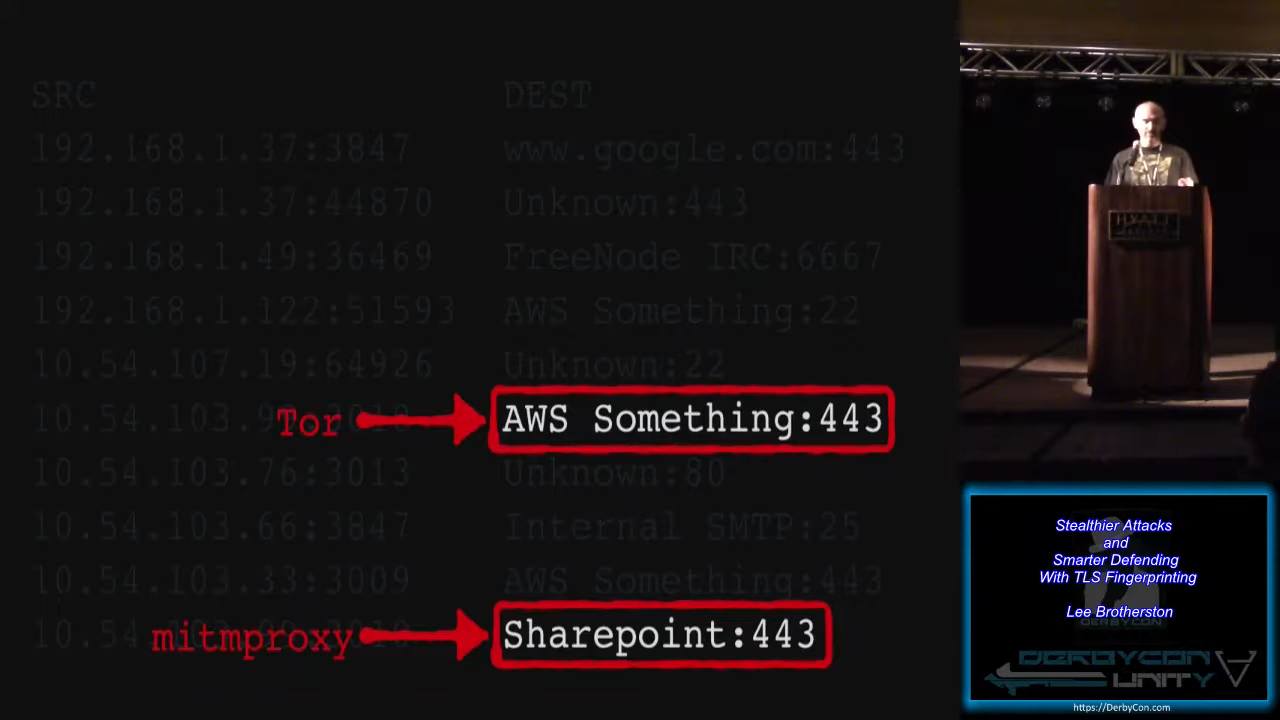 SRC DEST
192.168.1.37:3847 www.google.com:443
192.168.1.37:44870 Unknown:443
192.168.1.49:36469 FreeNode IRC:6667
192.168.1.122:51593 AWS Something:22
10.54.107.19:64926 Unknown:22
Tor AWS Something:443
10.54.103.76:3013 Unknown:80
10.54.103.66:3847 Internal SMTP:25
10.54.103.33:3009 AWS Something:443
mitmproxy Sharepoint:443
HYATT
Stealthier Attacks
and
Smarter Defending
With TLS Fingerprinting
Lee Brotherston
DERBYCON
DERBYCON
UNITY
https://DerbyCon.com